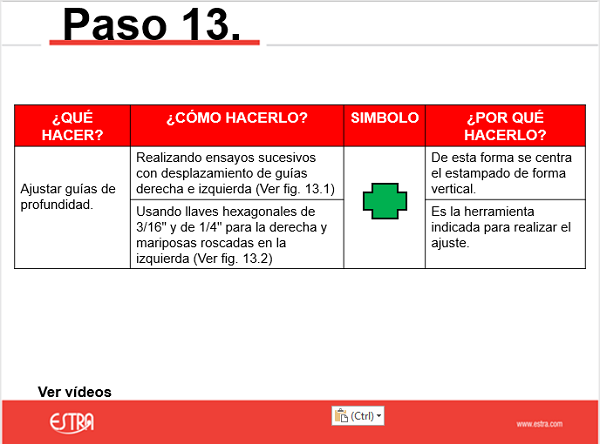 Paso 13.
¿QUÉ
HACER?
¿CÓMO HACERLO?
SIMBOLO
¿POR QUÉ
HACERLO?
Ajustar guías de
profundidad.
Realizando ensayos sucesivos
con desplazamiento de guías
derecha e izquierda (Ver fig. 13.1)
De esta forma se centra
el estampado de forma
vertical.
Usando llaves hexagonales de
3/16" y de 1/4" para la derecha y
mariposas roscadas en la
izquierda (Ver fig. 13.2)
Es la herramienta
indicada para realizar el
ajuste.
Ver vídeos
ESTRA
(Ctrl)
www.estra.com